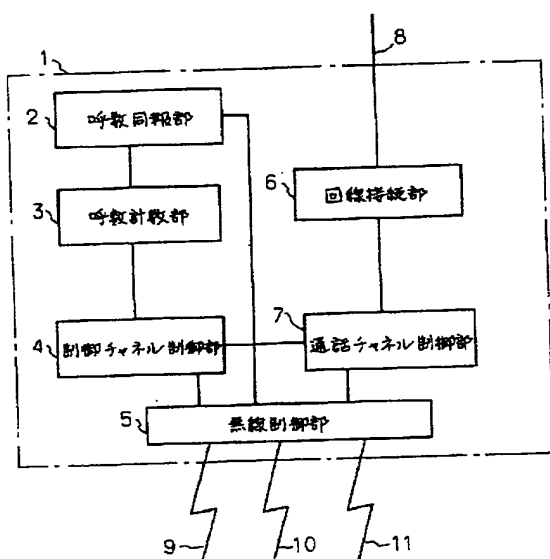 8
1
2 呼数同報部
3 呼数計数部
6 回線接続部
4 制御チャネル制御部
7 通話チャネル制御部
5 無線制御部
9 10 11